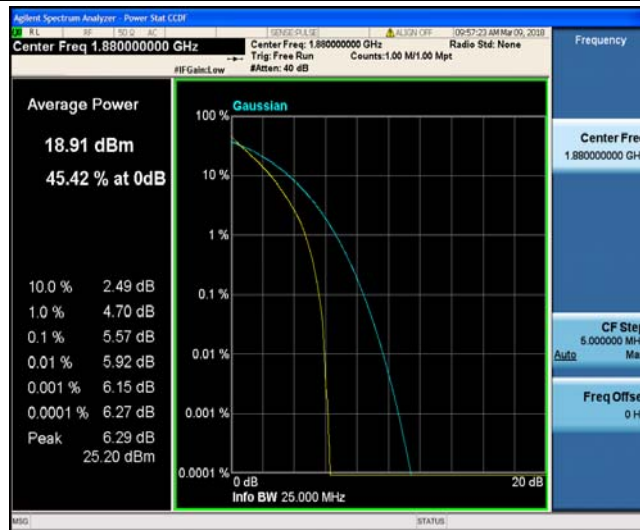 Agilent Spectrum Analyzer - Power Stat CCDF
RL RF 50 Ω AC SENSE:PULSE ALIGN OFF 09:57:23 AM Mar 09, 2018
Center Freq 1.880000000 GHz
Center Freq: 1.880000000 GHz Radio Std: None
Trig: Free Run Counts:1.00 M/1.00 Mpt
#IFGain:Low #Atten: 40 dB
Frequency
Average Power
18.91 dBm
45.42 % at 0dB
10.0 % 2.49 dB
1.0 % 4.70 dB
0.1 % 5.57 dB
0.01 % 5.92 dB
0.001 % 6.15 dB
0.0001 % 6.27 dB
Peak 6.29 dB
25.20 dBm
Gaussian
100 %
10 %
1 %
0.1 %
0.01 %
0.001 %
0.0001 %
0 dB 20 dB
Info BW 25.000 MHz
Center Fre
1.880000000 GH
CF Ste
5.000000 MH
Auto Ma
Freq Offse
0 H
MSG STATUS